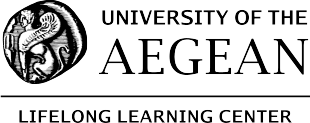 UNIVERSITY OF THE
AEGEAN
LIFELONG LEARNING CENTER